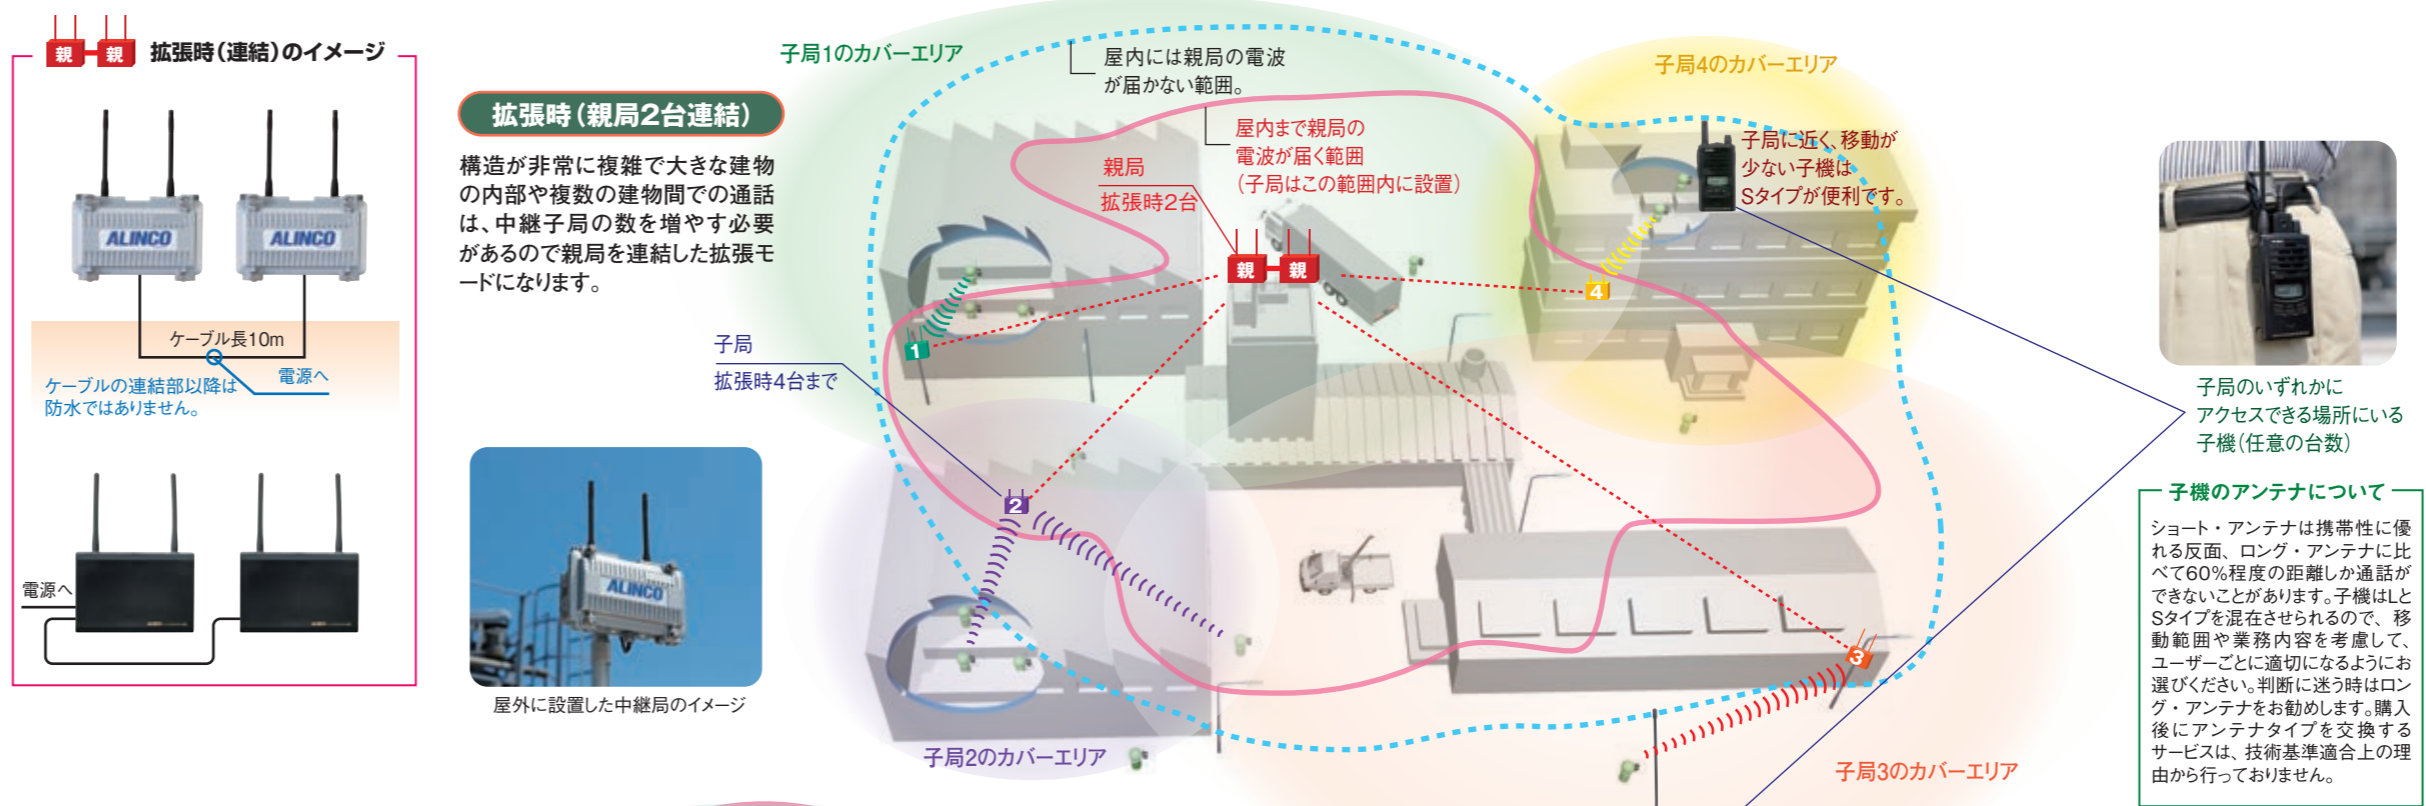 親 親 拡張時(連結)のイメージ
ALINCO
ALINCO
ケーブル長10m
電源へ
ケーブルの連結部以降は
防水ではありません。
電源へ
拡張時(親局2台連結)
構造が非常に複雑で大きな建物
の内部や複数の建物間での通話
は、中継子局の数を増やす必要
があるので親局を連結した拡張モ
ードになります。
ALINCO
屋外に設置した中継局のイメージ
子局
拡張時4台まで
子局1のカバーエリア
屋内には親局の電波
が届かない範囲。
屋内まで親局の
電波が届く範囲
(子局はこの範囲内に設置)
親局
拡張時2台
親 親
1
2
3
4
子局4のカバーエリア
子局に近く、移動が
少ない子機は
Sタイプが便利です。
子局2のカバーエリア
子局3のカバーエリア
子局のいずれかに
アクセスできる場所にいる
子機(任意の台数)
子機のアンテナについて
ショート・アンテナは携帯性に優
れる反面、ロング・アンテナに比
べて60%程度の距離しか通話が
できないことがあります。子機はLと
Sタイプを混在させられるので、移
動範囲や業務内容を考慮して、
ユーザーごとに適切になるようにお
選びください。判断に迷う時はロン
グ・アンテナをお勧めします。購入
後にアンテナタイプを交換する
サービスは、技術基準適合上の理
由から行っておりません。